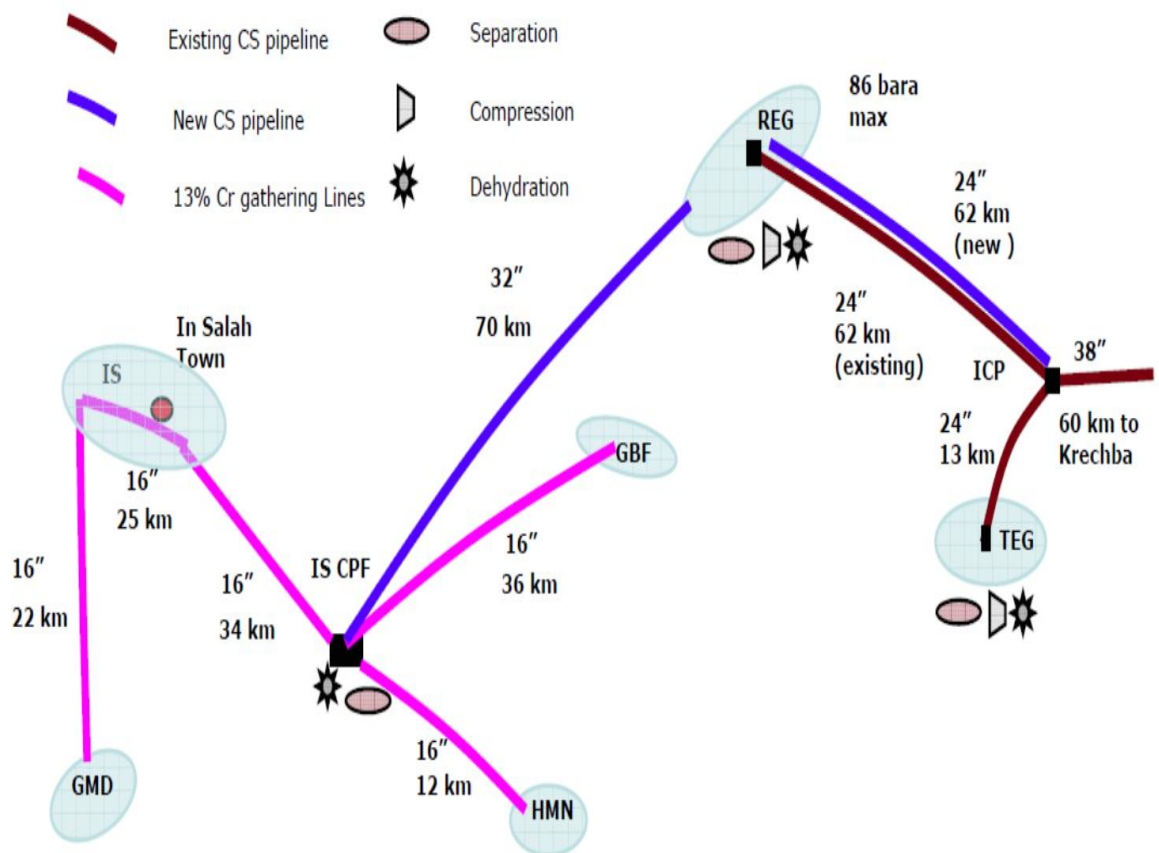 Existing CS pipeline
Separation
New CS pipeline
Compression
13% Cr gathering Lines
Dehydration
86 bara
max
REG
24"
62 km
(new )
32"
70 km
24"
62 km
(existing)
ICP
38"
60 km to
Krechba
24"
13 km
TEG
In Salah
Town
IS
16"
25 km
GBF
16"
36 km
IS CPF
16"
34 km
16"
22 km
16"
12 km
GMD
HMN